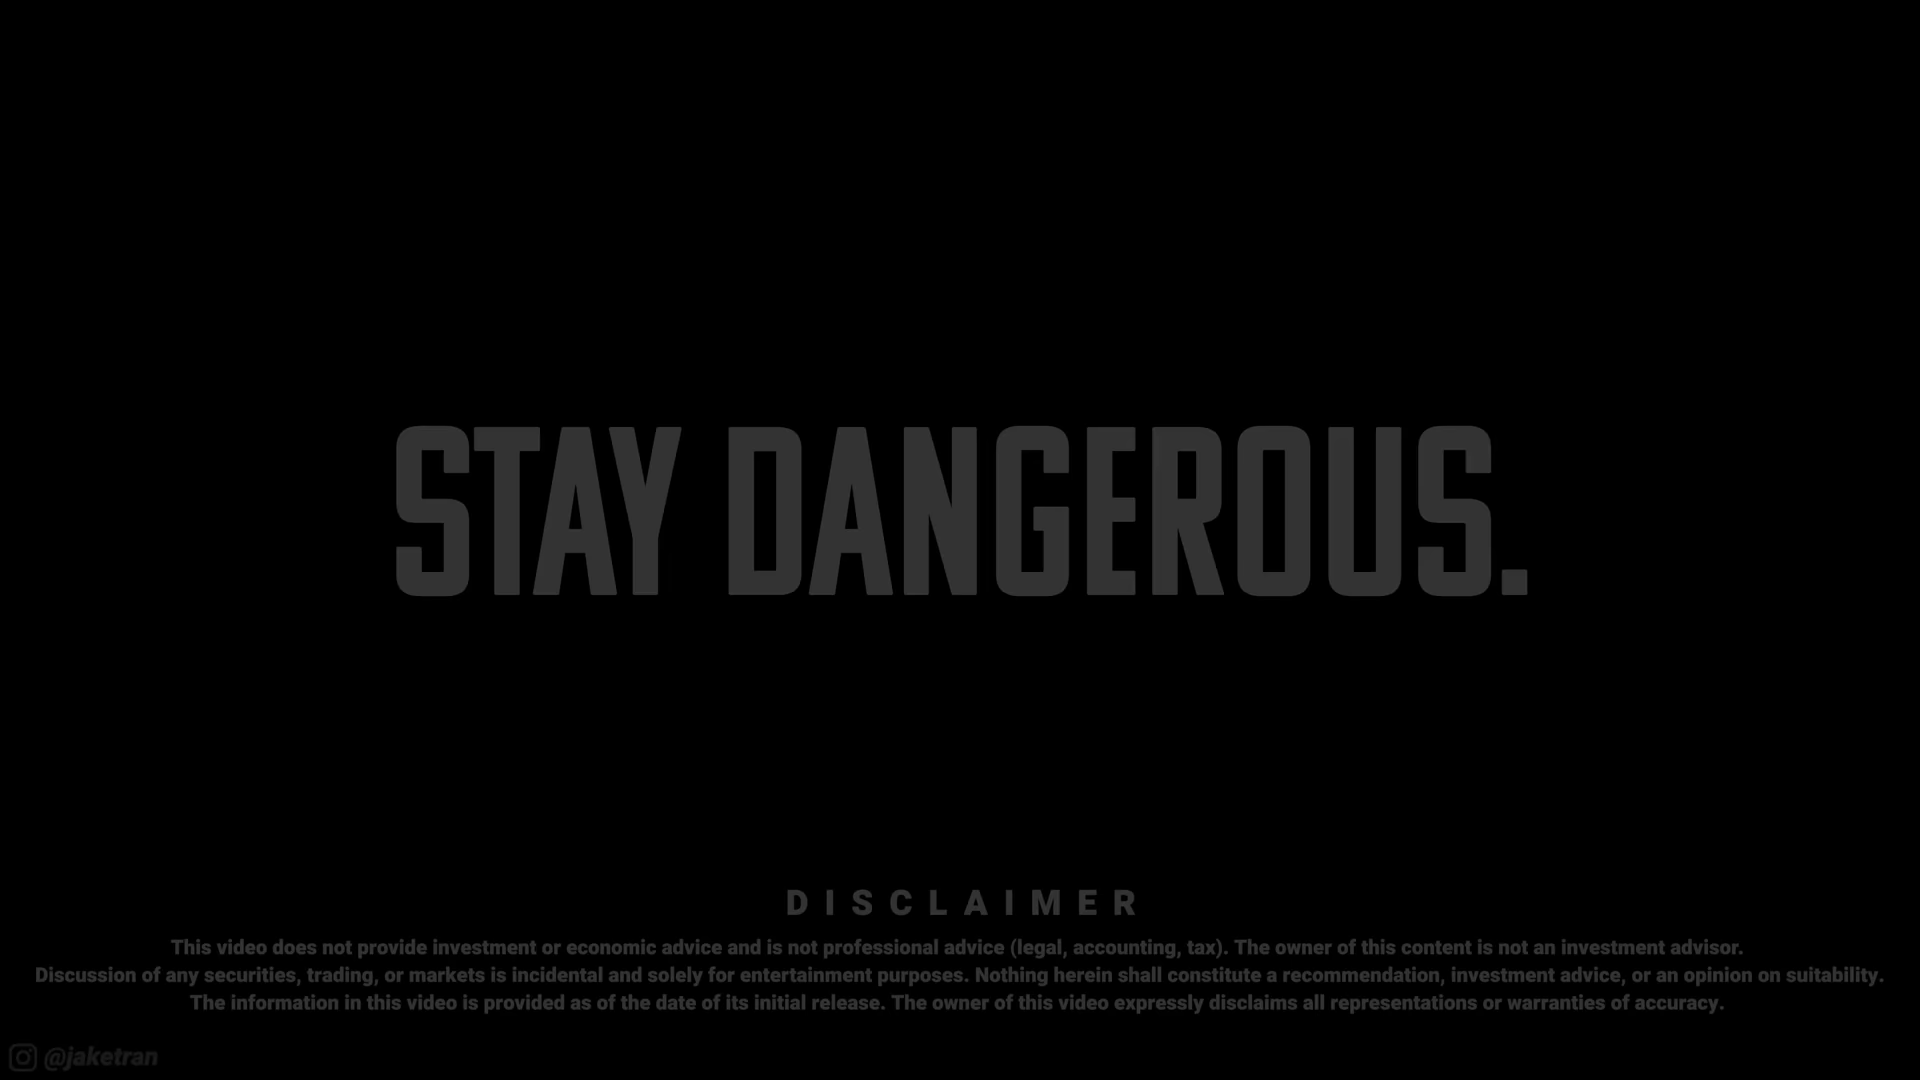 STAY DANGEROUS.
DISCLAIMER
This video does not provide investment or economic advice and is not professional advice (legal, accounting, tax). The owner of this content is not an investment advisor.
Discussion of any securities, trading, or markets is incidental and solely for entertainment purposes. Nothing herein shall constitute a recommendation, investment advice, or an opinion on suitability.
The information in this video is provided as of the date of its initial release. The owner of this video expressly disclaims all representations or warranties of accuracy.
@jaketran